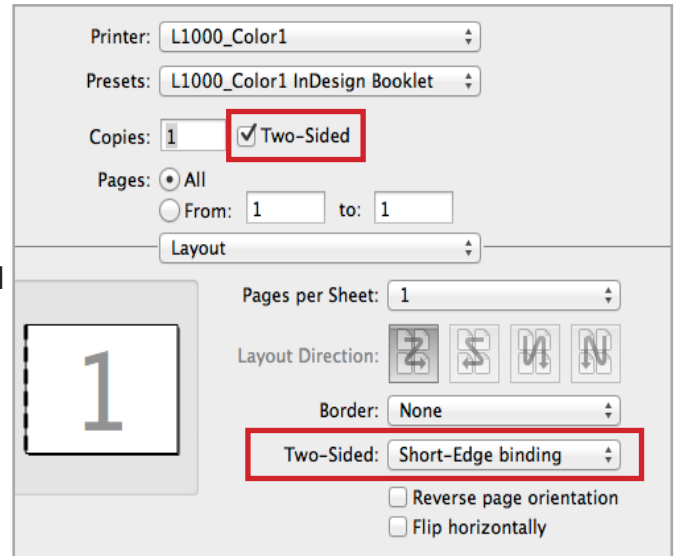 Printer: L1000_Color1
Presets: L1000_Color1 InDesign Booklet
Copies: 1 Two-Sided
Pages: All
From: 1 to: 1
Layout
Pages per Sheet: 1
Layout Direction:
Border: None
Two-Sided: Short-Edge binding
Reverse page orientation
Flip horizontally
1